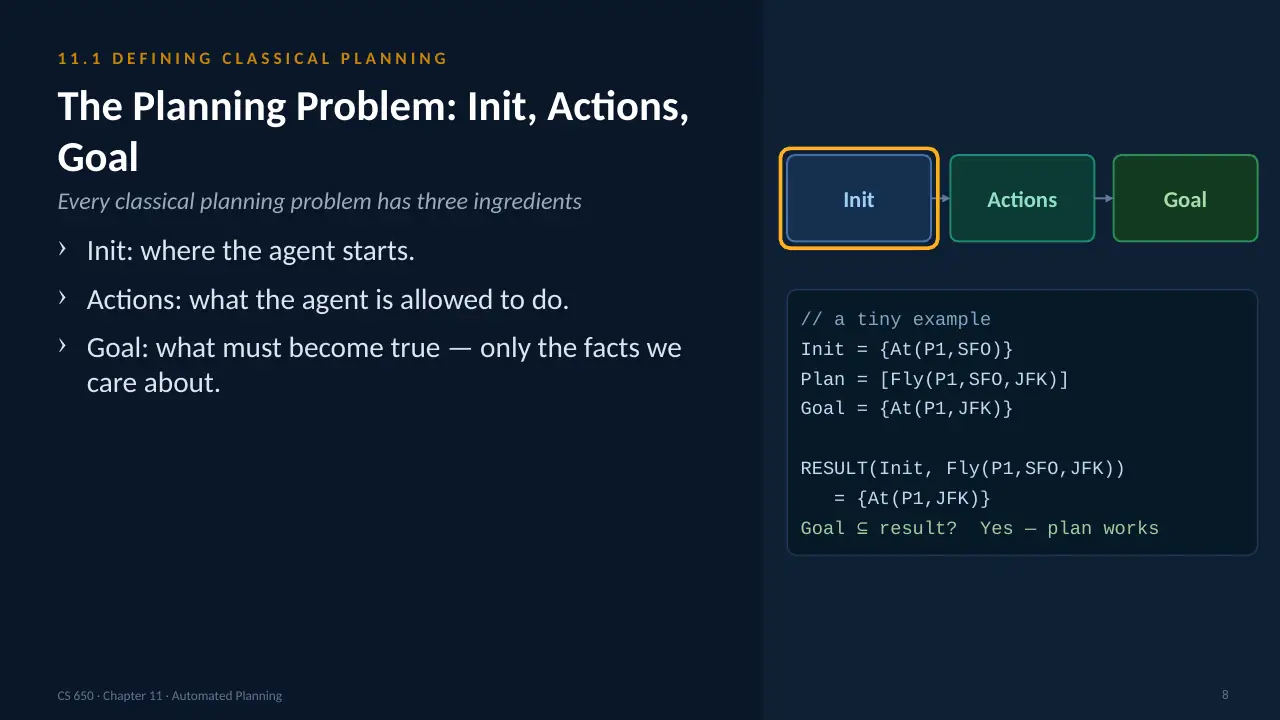 11.1 DEFINING CLASSICAL PLANNING
The Planning Problem: Init, Actions,
Goal
Every classical planning problem has three ingredients
› Init: where the agent starts.
› Actions: what the agent is allowed to do.
› Goal: what must become true — only the facts we
care about.
Init
Actions
Goal
// a tiny example
Init = {At(P1,SFO)}
Plan = [Fly(P1,SFO,JFK)]
Goal = {At(P1,JFK)}
RESULT(Init, Fly(P1,SFO,JFK))
= {At(P1,JFK)}
Goal ⊆ result?  Yes — plan works
CS 650 · Chapter 11 · Automated Planning
8